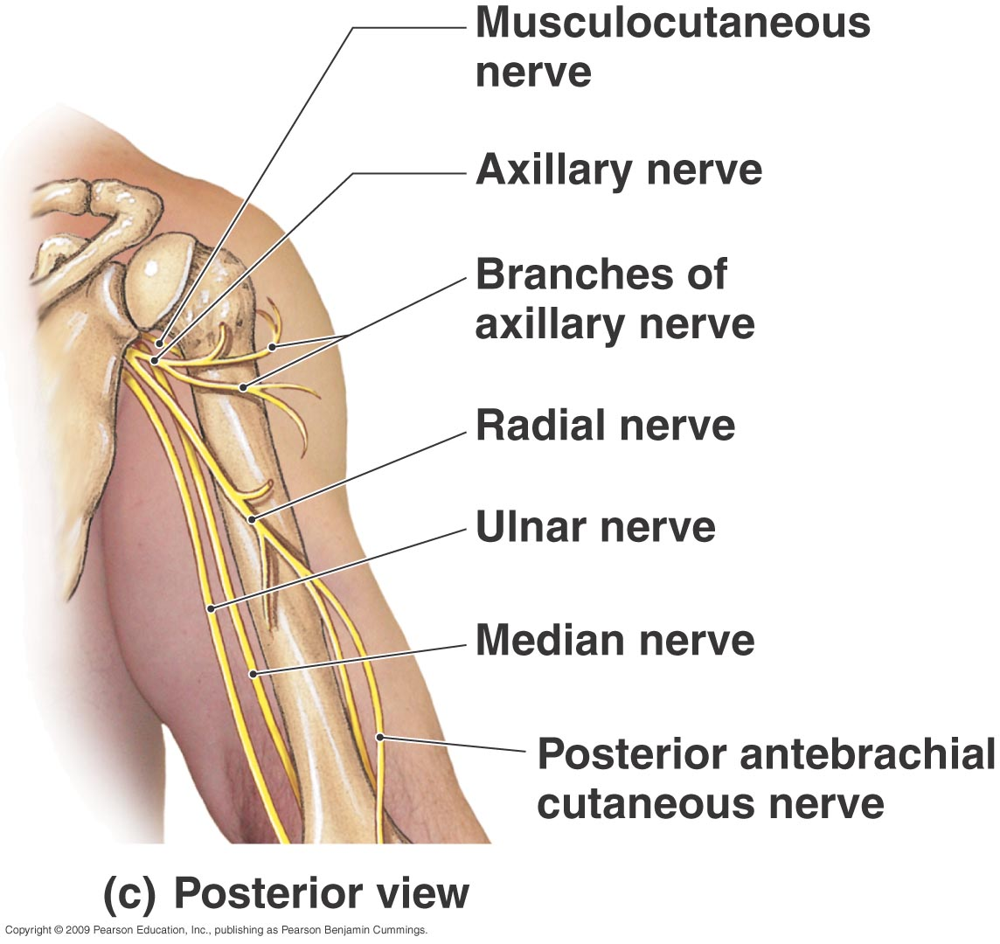 Musculocutaneous
nerve
Axillary nerve
Branches of
axillary nerve
Radial nerve
Ulnar nerve
Median nerve
Posterior antebrachial
cutaneous nerve
(c) Posterior view
Copyright © 2009 Pearson Education, Inc., publishing as Pearson Benjamin Cummings.